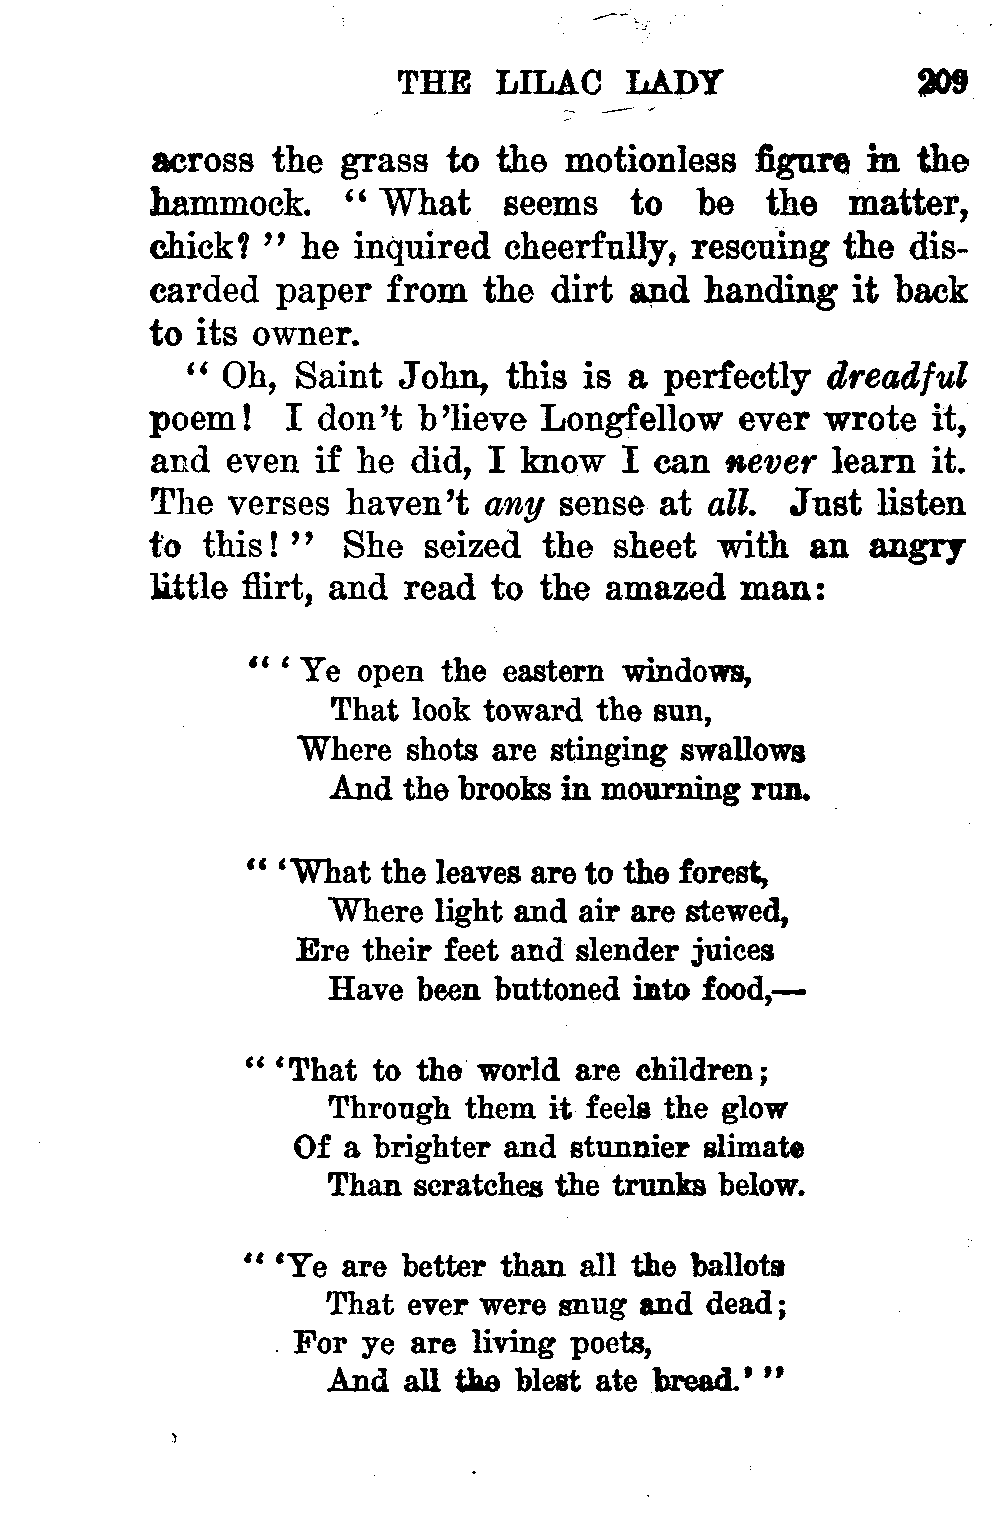 THE LILAC LADY 209
across the grass to the motionless figure in the
hammock. “ What seems to be the matter,
chick? ” he inquired cheerfully, rescuing the dis-
carded paper from the dirt and handing it back
to its owner.
“ Oh, Saint John, this is a perfectly dreadful
poem! I don’t b’lieve Longfellow ever wrote it,
and even if he did, I know I can never learn it.
The verses haven’t any sense at all. Just listen
to this! ” She seized the sheet with an angry
little flirt, and read to the amazed man:
“ ‘ Ye open the eastern windows,
That look toward the sun,
Where shots are stinging swallows
And the brooks in mourning run.
“ ‘What the leaves are to the forest,
Where light and air are stewed,
Ere their feet and slender juices
Have been buttoned into food,—
“ ‘That to the world are children;
Through them it feels the glow
Of a brighter and stunnier slimate
Than scratches the trunks below.
“ ‘Ye are better than all the ballots
That ever were snug and dead;
For ye are living poets,
And all the blest ate bread.’ ”